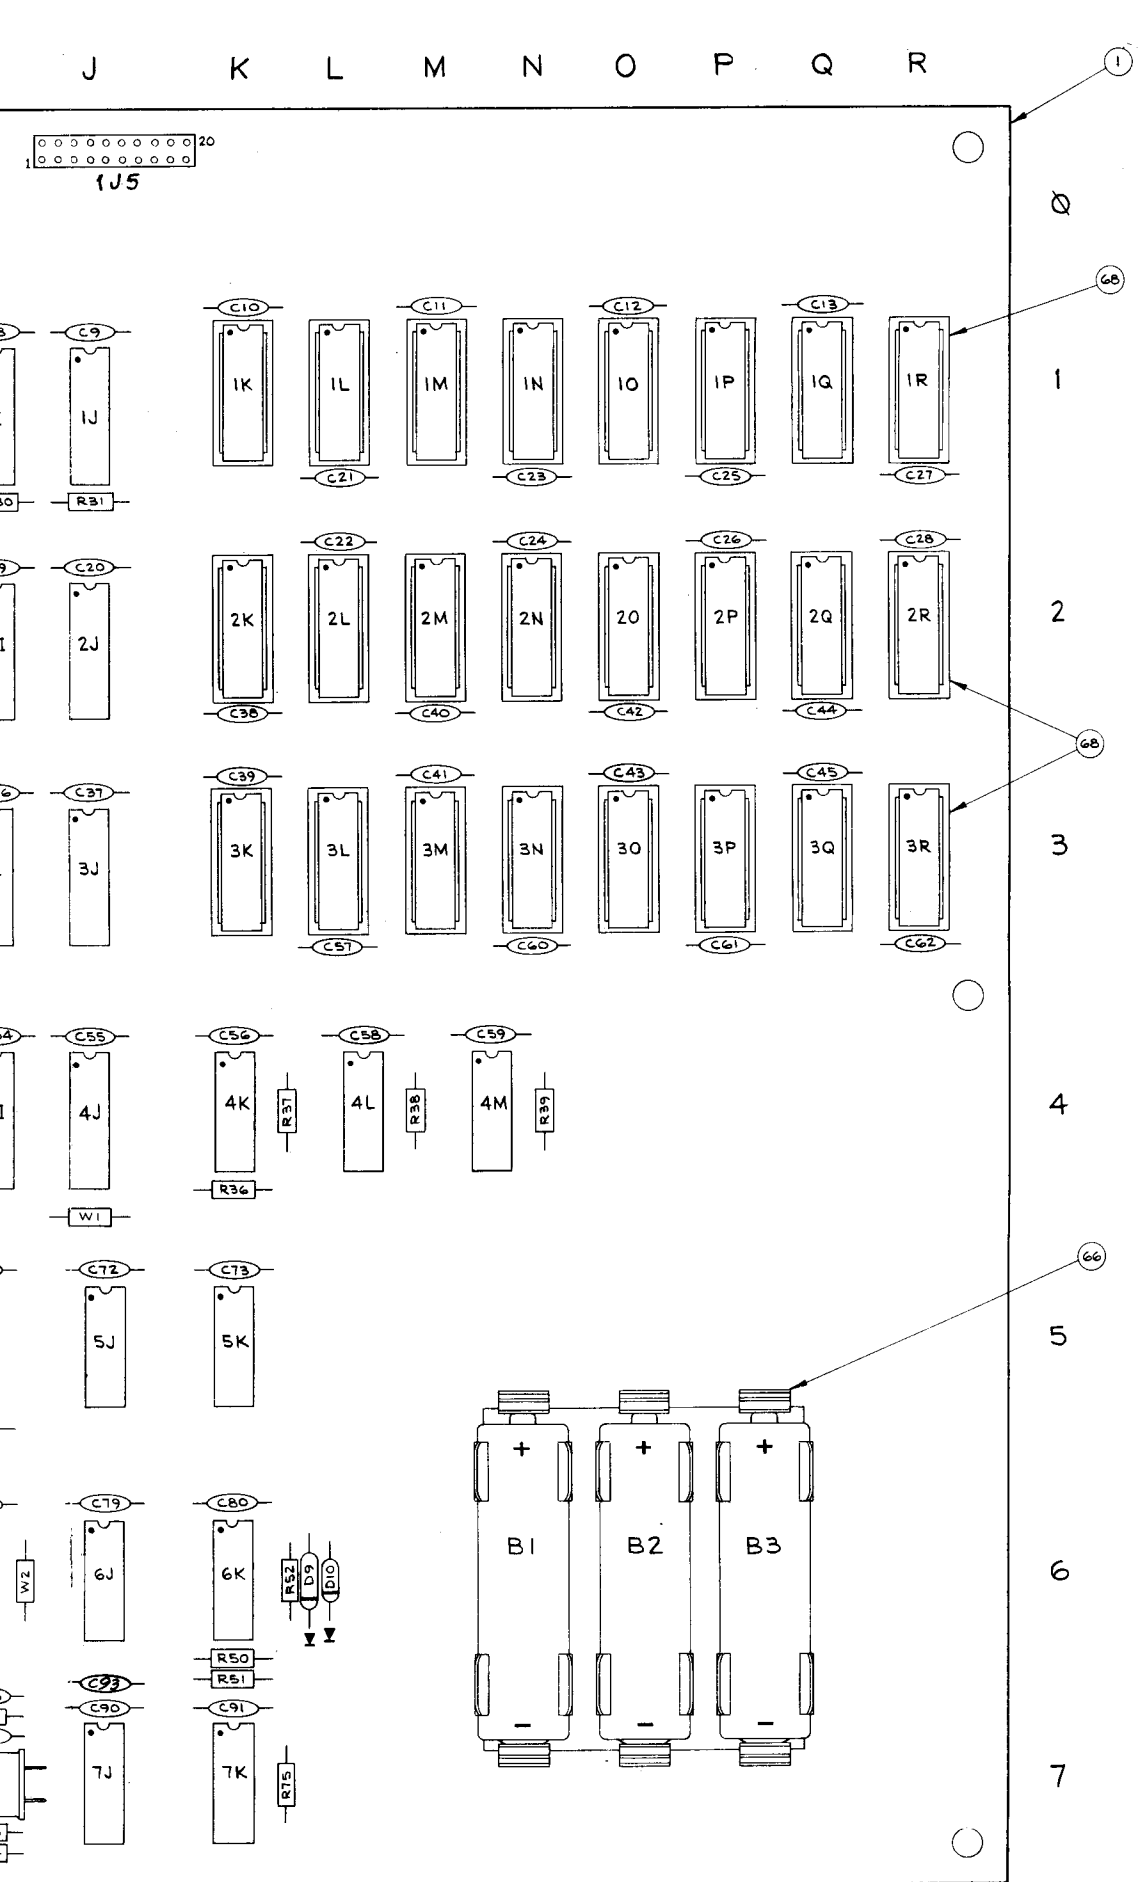 J K L M N O P Q R
1
20
1
1J5
Ø
68
C10 C11 C12 C13
C9
1K 1L 1M 1N 1O 1P 1Q 1R
1
1J
C21 C23 C25 C27
R31
C22 C24 C26 C28
C20
2K 2L 2M 2N 2O 2P 2Q 2R
2
2J
C38 C40 C42 C44
68
C39 C41 C43 C45
C37
3K 3L 3M 3N 3O 3P 3Q 3R
3
3J
C57 C60 C61 C62
C55 C56 C58 C59
4J 4K R37 4L R38 4M R39
4
R36
W1
66
C72 C73
5J 5K
5
+ + +
C79 C80
B1 B2 B3
W2 6J 6K R52 D9 D10
6
R50
R51
C93
C90 C91
- - -
7J 7K R75
7